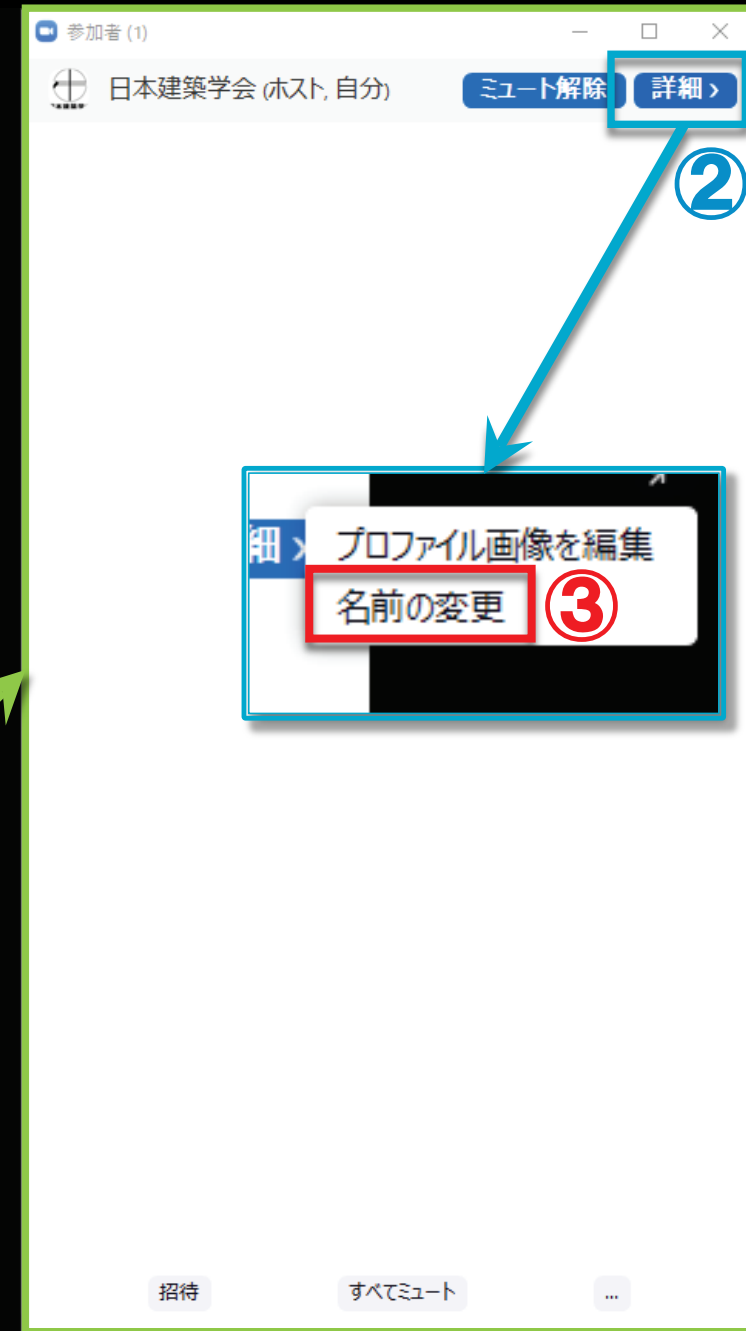 参加者 (1)
日本建築学会 (ホスト, 自分) ミュート解除 詳細 ›
②
細 › プロファイル画像を編集
名前の変更 ③
招待 すべてミュート ...